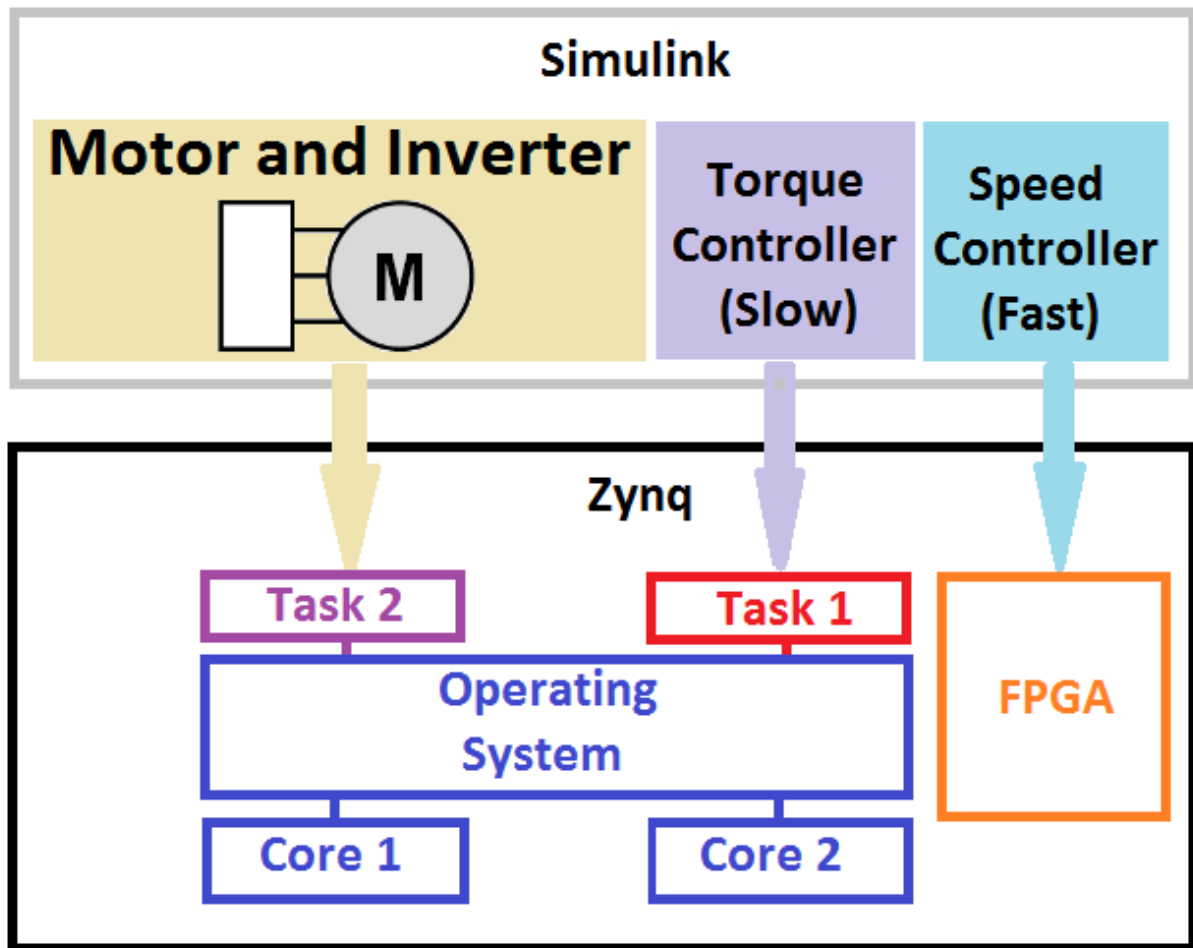 Simulink
Motor and Inverter
M
Torque
Controller
(Slow)
Speed
Controller
(Fast)
Zynq
Task 2
Task 1
Operating
System
FPGA
Core 1
Core 2